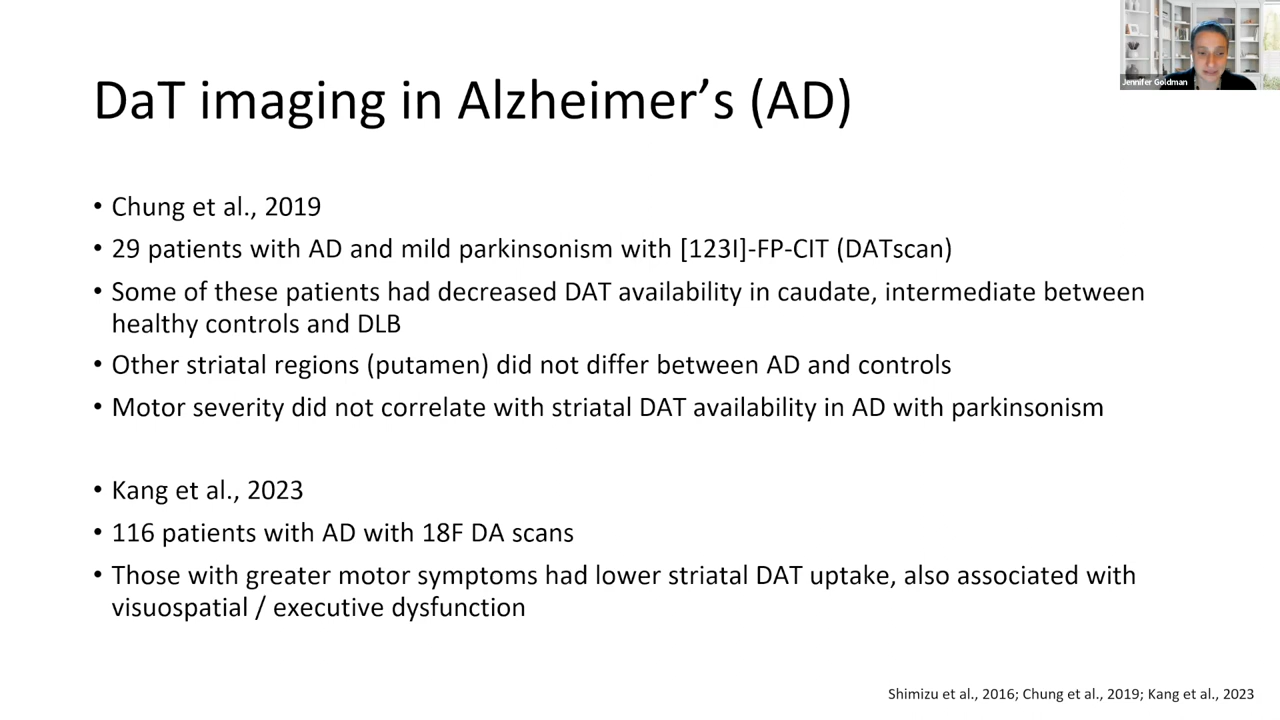 Jennifer Goldman
DaT imaging in Alzheimer’s (AD)
• Chung et al., 2019
• 29 patients with AD and mild parkinsonism with [123I]-FP-CIT (DATscan)
• Some of these patients had decreased DAT availability in caudate, intermediate between
healthy controls and DLB
• Other striatal regions (putamen) did not differ between AD and controls
• Motor severity did not correlate with striatal DAT availability in AD with parkinsonism
• Kang et al., 2023
• 116 patients with AD with 18F DA scans
• Those with greater motor symptoms had lower striatal DAT uptake, also associated with
visuospatial / executive dysfunction
Shimizu et al., 2016; Chung et al., 2019; Kang et al., 2023